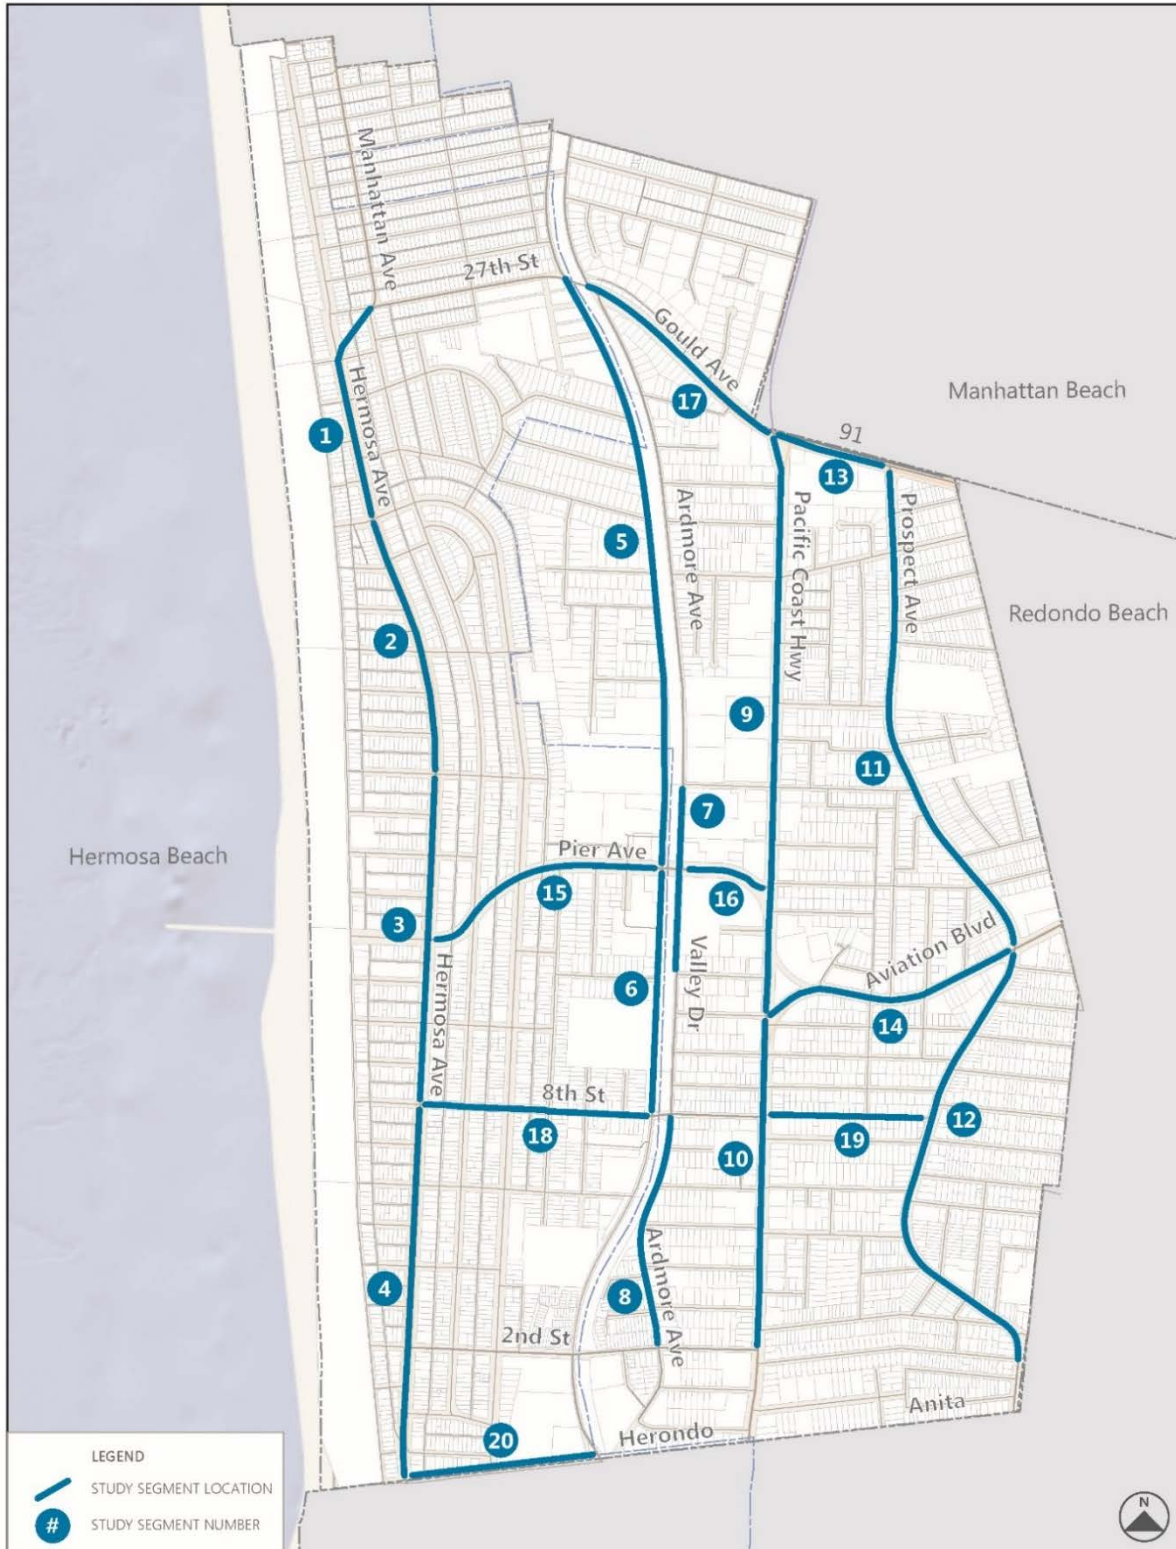 Manhattan Ave
27th St
Gould Ave
Manhattan Beach
17
91
Hermosa Ave
1
13
Ardmore Ave
Pacific Coast Hwy
Prospect Ave
5
Redondo Beach
2
9
11
7
Hermosa Beach
Pier Ave
15
16
3
Aviation Blvd
Hermosa Ave
Valley Dr
6
14
8th St
18
19
12
10
Ardmore Ave
8
4
2nd St
Anita
Herondo
20
LEGEND
STUDY SEGMENT LOCATION
# STUDY SEGMENT NUMBER
N